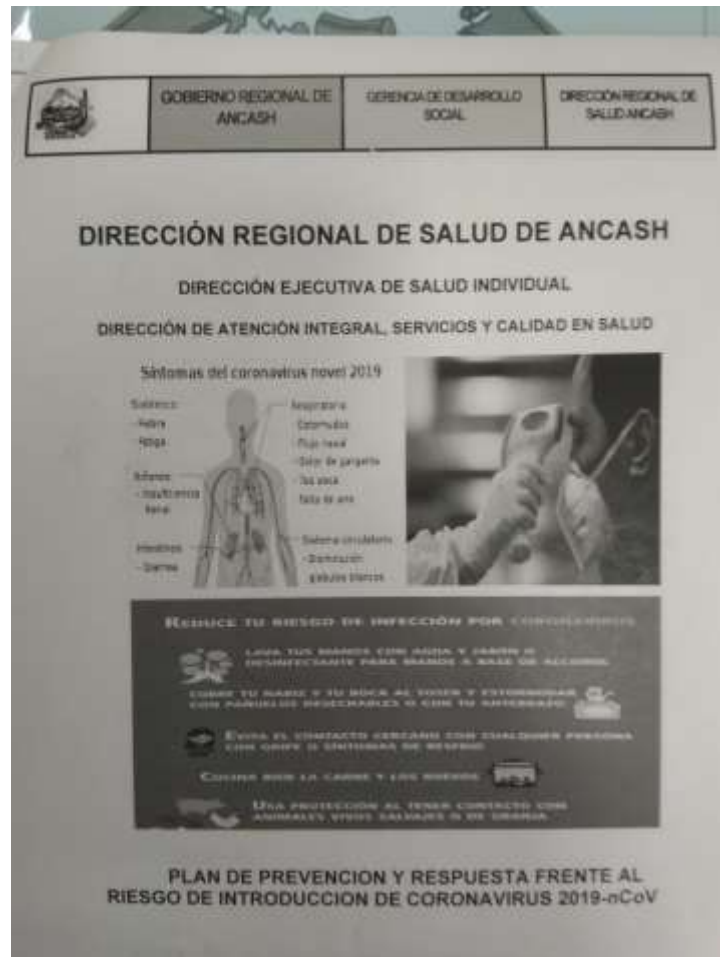 GOBIERNO REGIONAL DE
ANCASH
GERENCIA DE DESARROLLO
SOCIAL
DIRECCIÓN REGIONAL DE
SALUD ANCASH
DIRECCIÓN REGIONAL DE SALUD DE ANCASH
DIRECCIÓN EJECUTIVA DE SALUD INDIVIDUAL
DIRECCIÓN DE ATENCIÓN INTEGRAL, SERVICIOS Y CALIDAD EN SALUD
Síntomas del coronavirus novel 2019
- Fiebre
- Fatiga
Riñones
- Insuficiencia
Renal
Intestinos
- Diarrea
Respiratorio
- Estornudos
- Flujo nasal
- Dolor de garganta
- Tos seca
Falta de aire
Sistema circulatorio
- Disminución
glóbulos blancos
REDUCE TU RIESGO DE INFECCIÓN POR CORONAVIRUS
LAVA TUS MANOS CON AGUA Y JABÓN O
DESINFECTANTE PARA MANOS A BASE DE ALCOHOL
CUBRE TU NARIZ Y TU BOCA AL TOSER Y ESTORNUDAR
CON PAÑUELOS DESECHABLES O CON TU ANTEBRAZO
EVITA EL CONTACTO CERCANO CON CUALQUIER PERSONA
CON GRIPE O SÍNTOMAS DE RESFRIO
COCINA BIEN LA CARNE Y LOS HUEVOS
USA PROTECCIÓN AL TENER CONTACTO CON
ANIMALES VIVOS SALVAJES O DE GRANJA
PLAN DE PREVENCION Y RESPUESTA FRENTE AL
RIESGO DE INTRODUCCION DE CORONAVIRUS 2019-nCoV